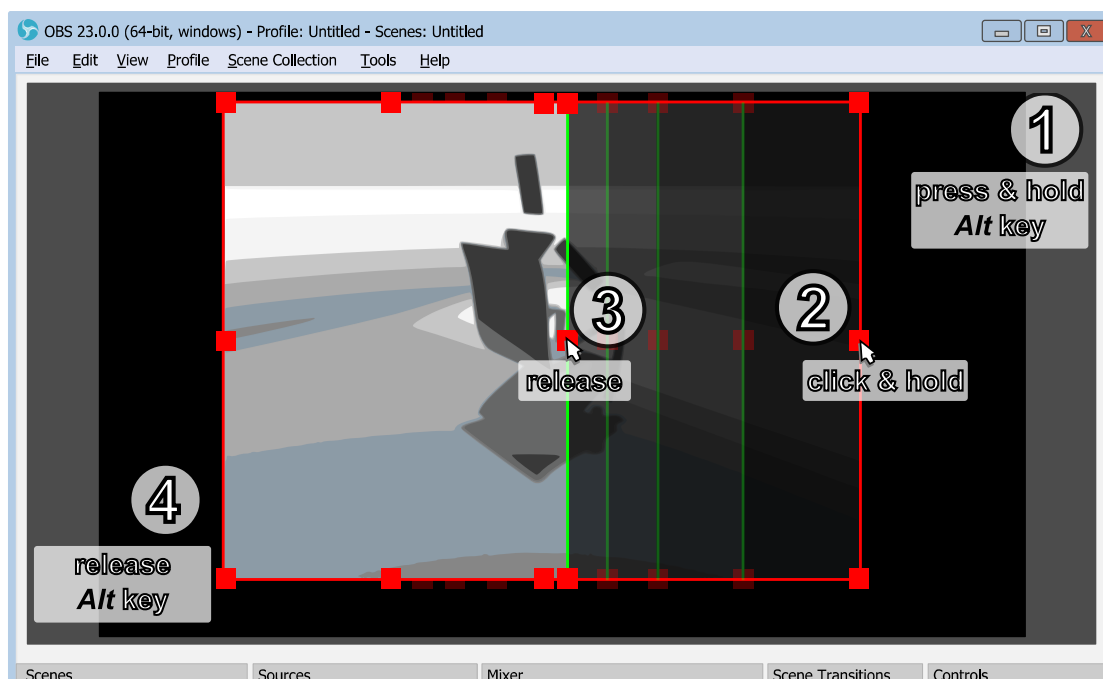 OBS 23.0.0 (64-bit, windows) - Profile: Untitled - Scenes: Untitled
X
File Edit View Profile Scene Collection Tools Help
1
press & hold
Alt key
2
click & hold
3
release
4
release
Alt key
Scenes Sources Mixer Scene Transitions Controls